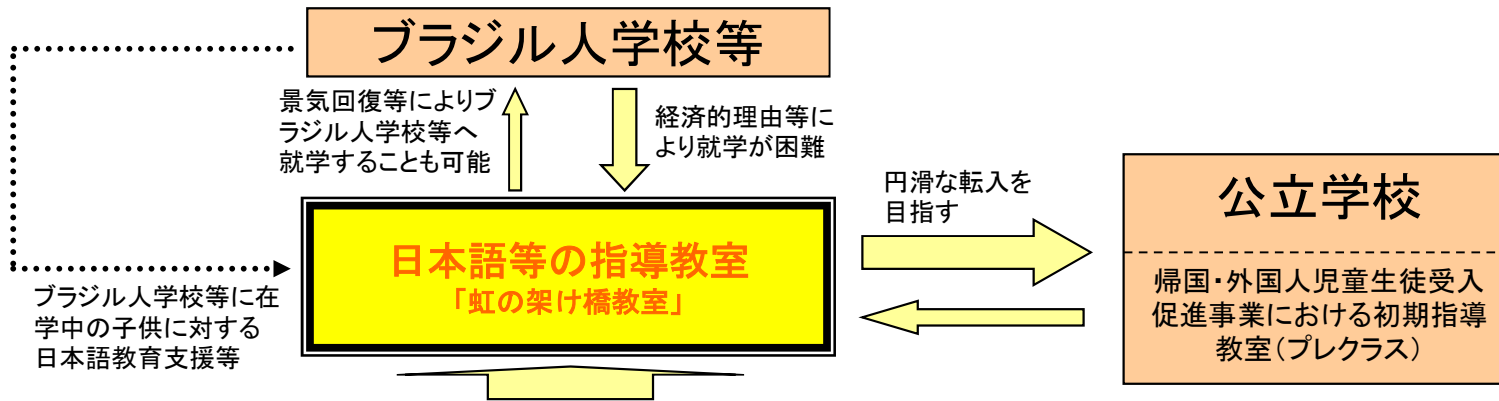 ブラジル人学校等
景気回復等によりブ
ラジル人学校等へ
就学することも可能
経済的理由等に
より就学が困難
円滑な転入を
目指す
公立学校
帰国・外国人児童生徒受入
促進事業における初期指導
教室(プレクラス)
日本語等の指導教室
「虹の架け橋教室」
ブラジル人学校等に在
学中の子供に対する
日本語教育支援等